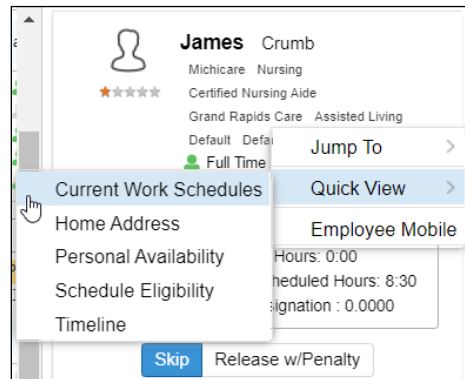 James Crumb
Michicare Nursing
Certified Nursing Aide
Grand Rapids Care Assisted Living
Default
Full Time
Jump To
Quick View
Employee Mobile
Current Work Schedules
Home Address
Personal Availability
Schedule Eligibility
Timeline
Hours: 0:00
Hours: 8:30
: 0.0000
Skip
Release w/Penalty